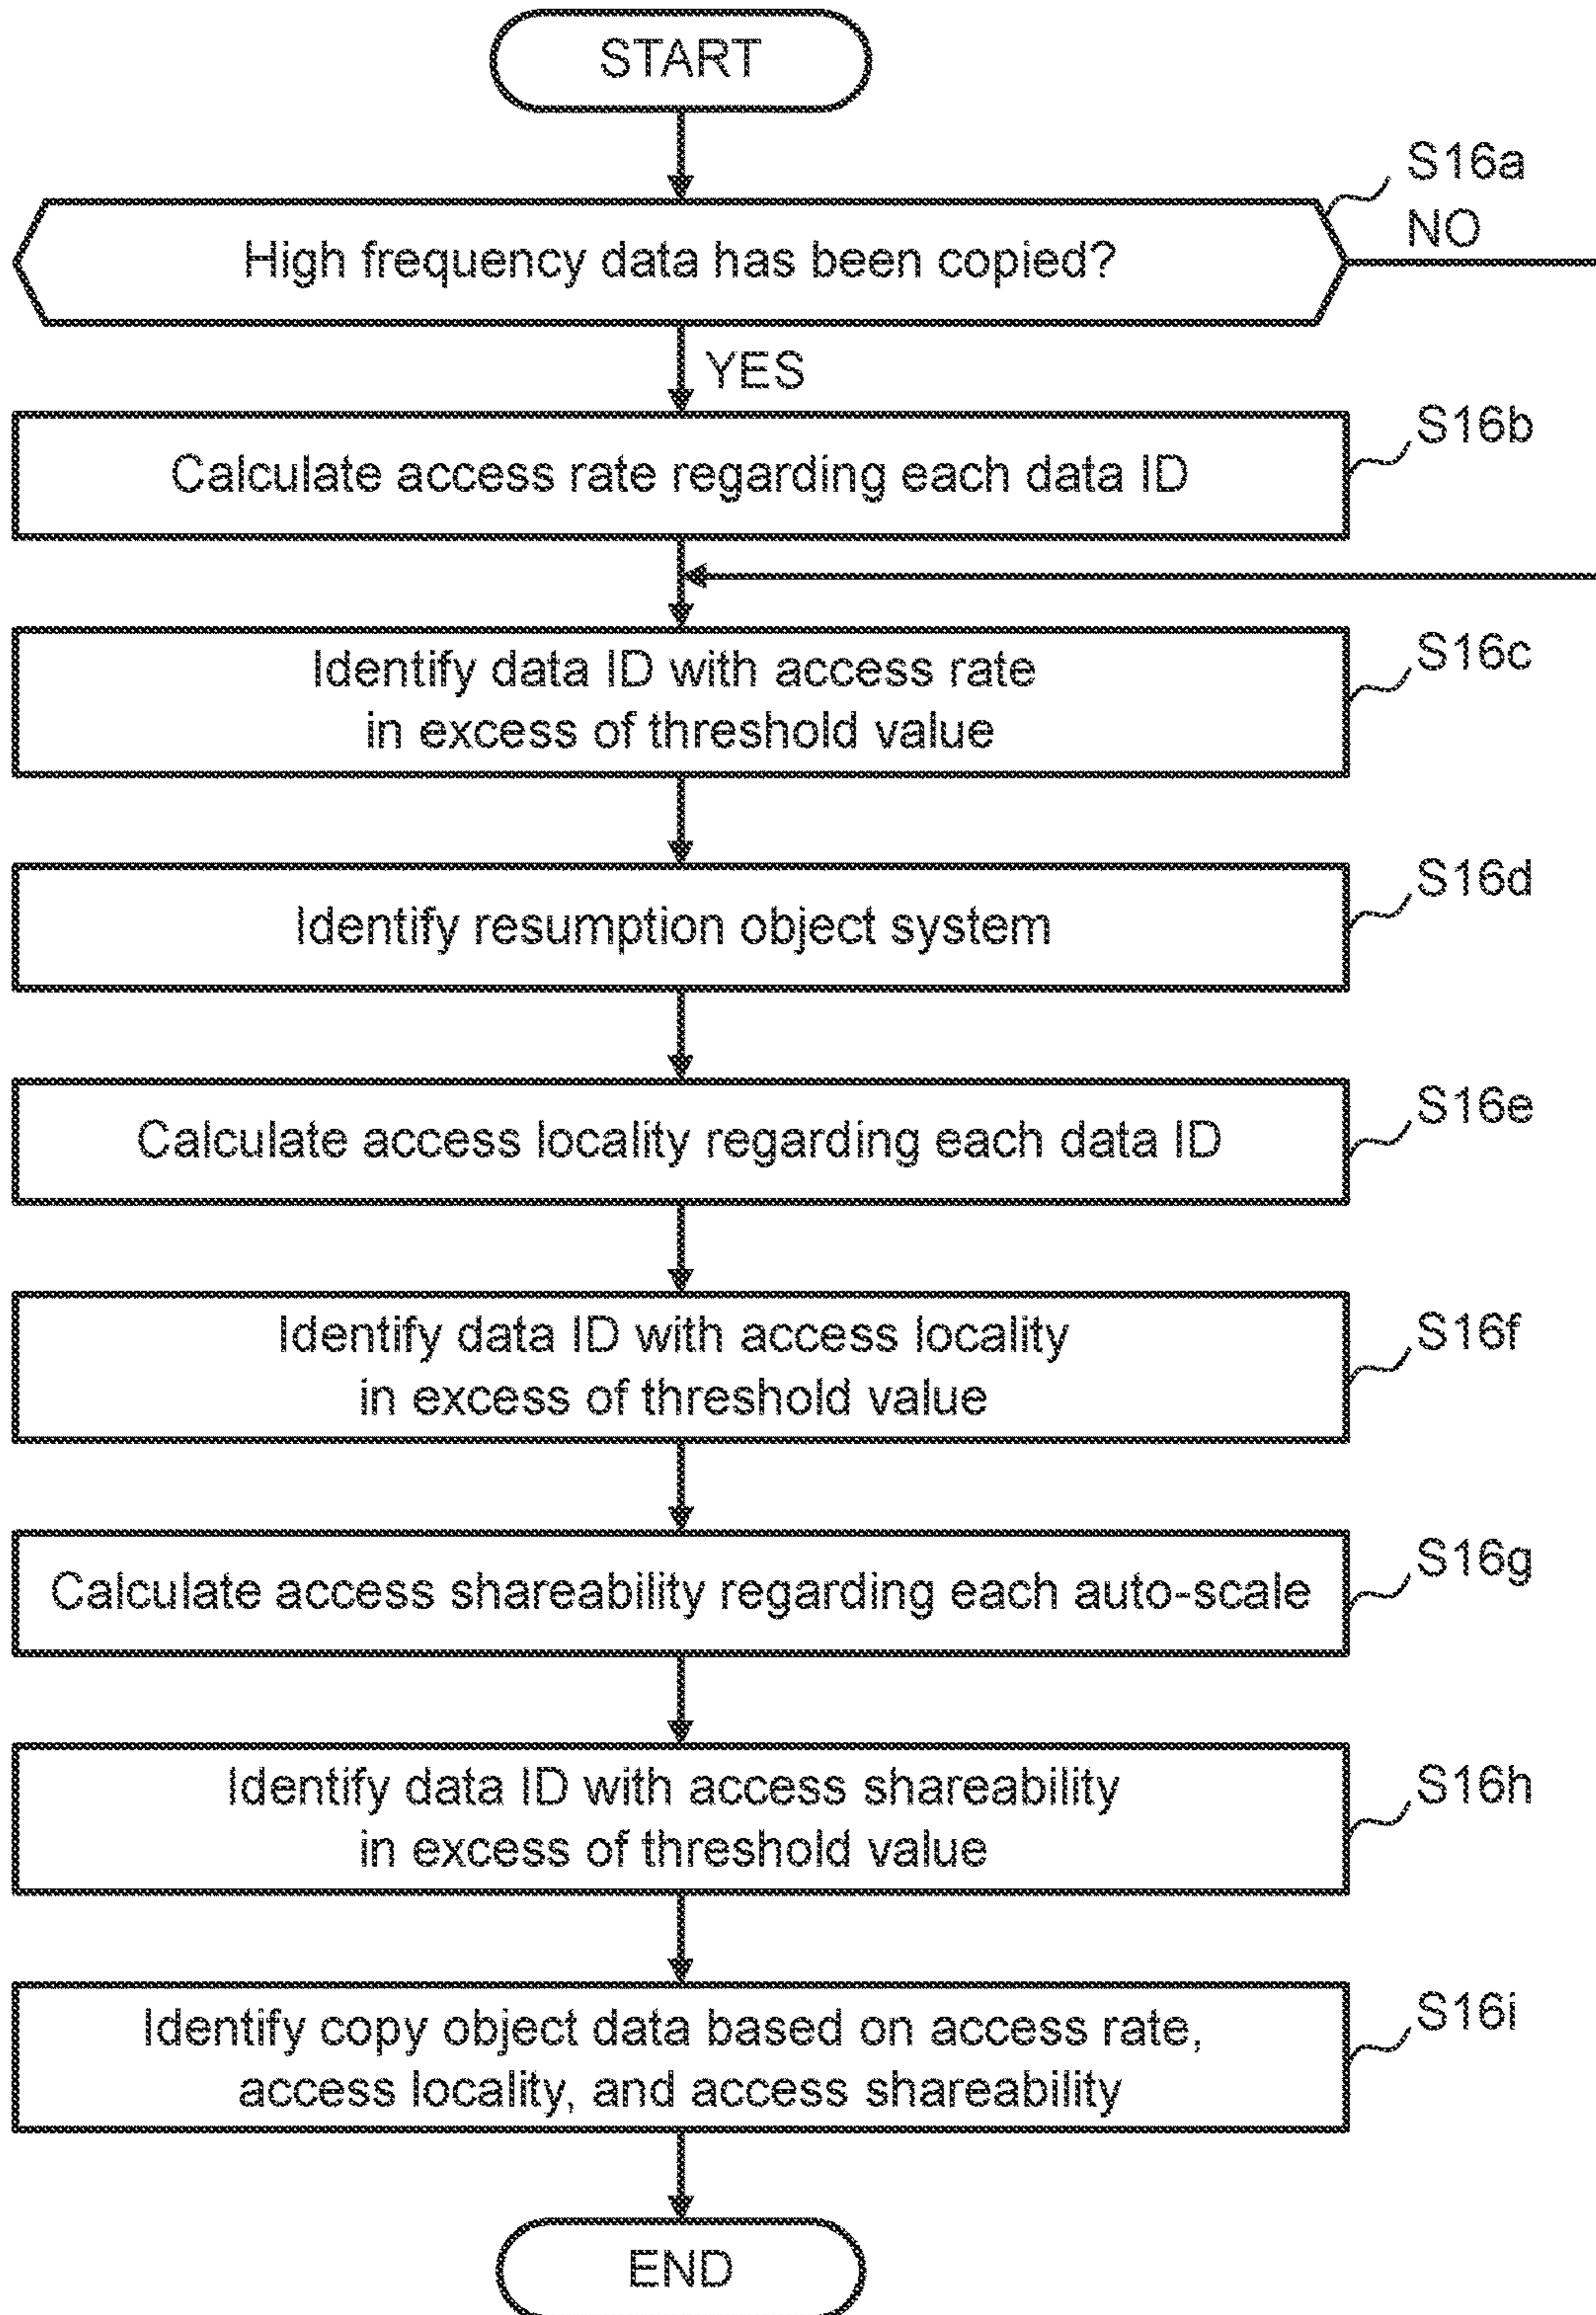 START
S16a
NO
High frequency data has been copied?
YES
S16b
Calculate access rate regarding each data ID
S16c
Identify data ID with access rate
in excess of threshold value
S16d
Identify resumption object system
S16e
Calculate access locality regarding each data ID
S16f
Identify data ID with access locality
in excess of threshold value
S16g
Calculate access shareability regarding each auto-scale
S16h
Identify data ID with access shareability
in excess of threshold value
S16i
Identify copy object data based on access rate,
access locality, and access shareability
END